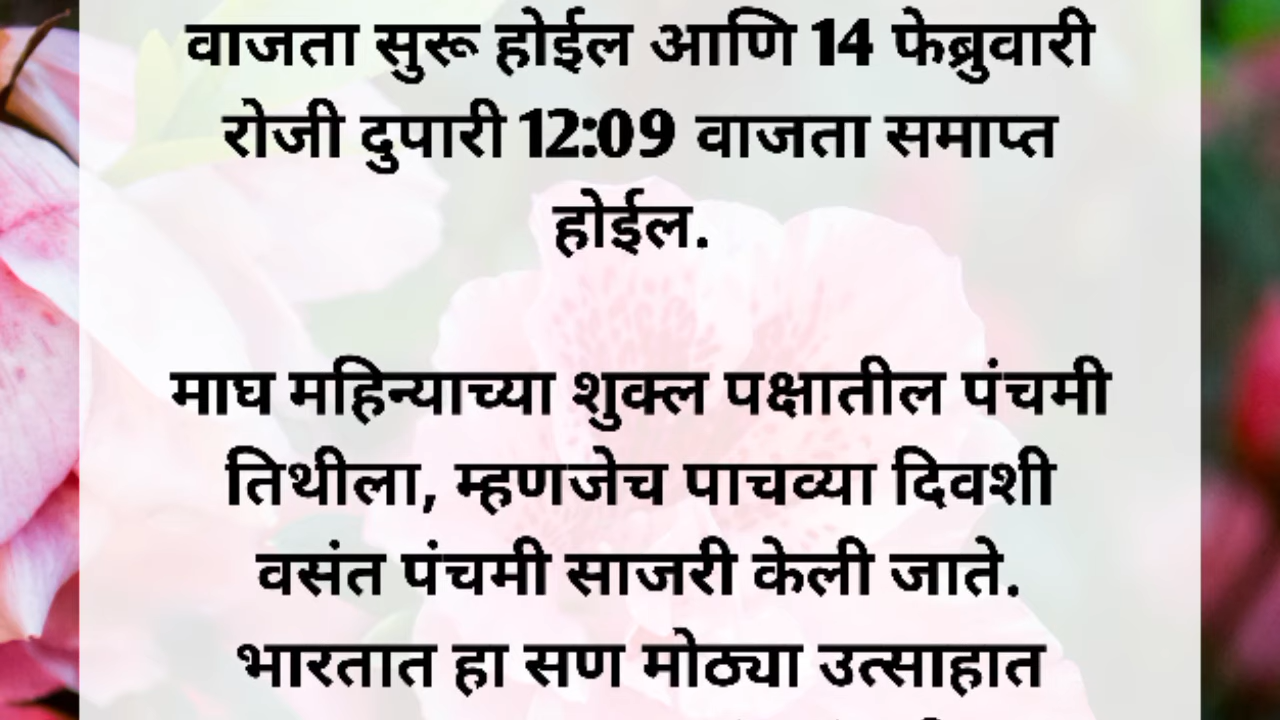 वाजता सुरू होईल आणि 14 फेब्रुवारी
रोजी दुपारी 12:09 वाजता समाप्त
होईल.
माघ महिन्याच्या शुक्ल पक्षातील पंचमी
तिथीला, म्हणजेच पाचव्या दिवशी
वसंत पंचमी साजरी केली जाते.
भारतात हा सण मोठ्या उत्साहात